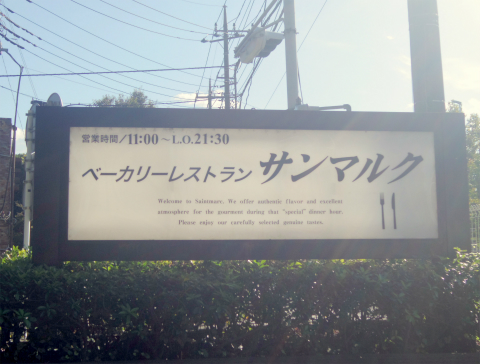 営業時間/11:00〜L.O.21:30
ベーカリーレストラン サンマルク
Welcome to Saintmarc. We offer authentic flavor and excellent
atmosphere for the gourment during that "special" dinner hour.
Please enjoy our carefully selected genuine tastes.